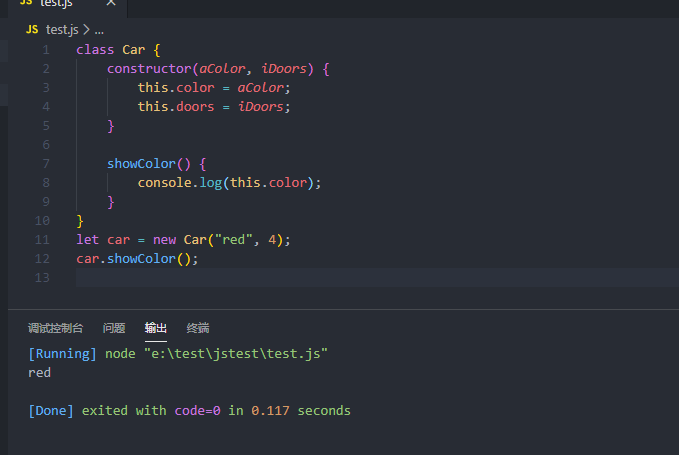 JS test.js ×
JS test.js > ...
1 class Car {
2 constructor(aColor, iDoors) {
3 this.color = aColor;
4 this.doors = iDoors;
5 }
6
7 showColor() {
8 console.log(this.color);
9 }
10 }
11 let car = new Car("red", 4);
12 car.showColor();
13
调试控制台 问题 输出 终端
[Running] node "e:\test\jstest\test.js"
red
[Done] exited with code=0 in 0.117 seconds